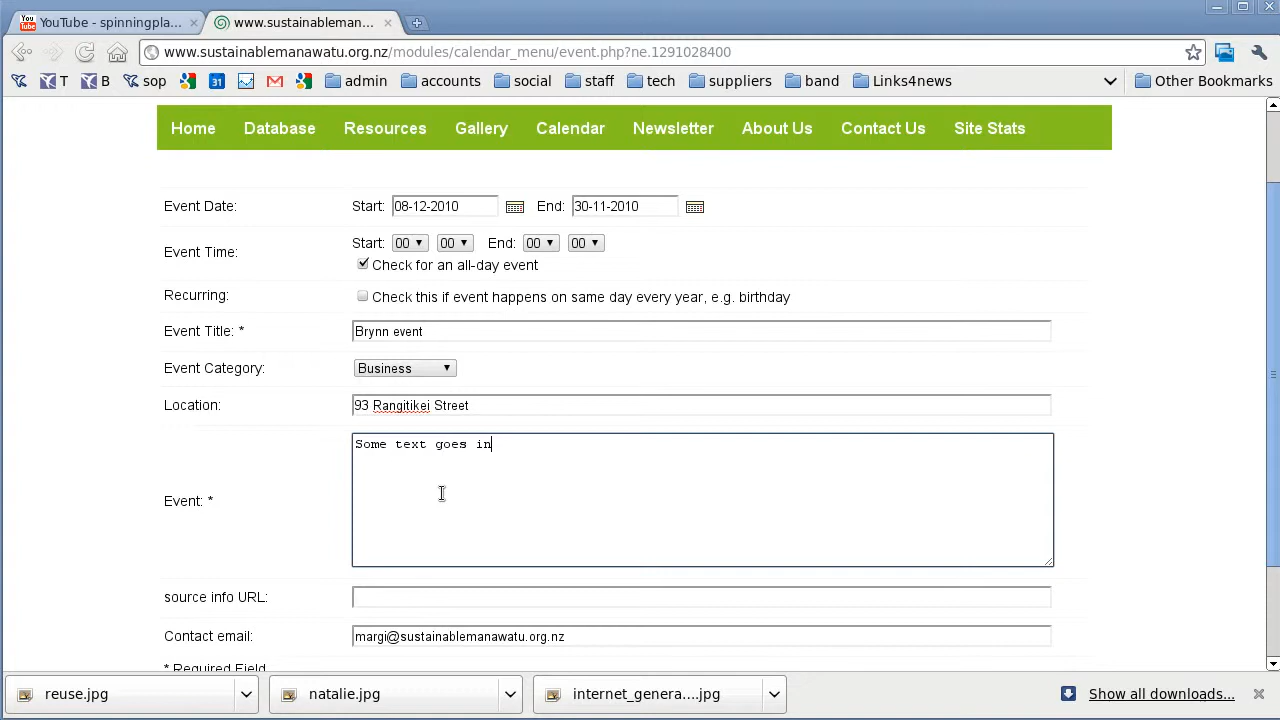 YouTube - spinningpla...
www.sustainableman...
www.sustainablemanawatu.org.nz/modules/calendar_menu/event.php?ne.1291028400
T B sop 31 admin accounts social staff tech suppliers band Links4news Other Bookmarks
Home Database Resources Gallery Calendar Newsletter About Us Contact Us Site Stats
Event Date: Start: 08-12-2010 End: 30-11-2010
Event Time: Start: 00 00 End: 00 00
Check for an all-day event
Recurring: Check this if event happens on same day every year, e.g. birthday
Event Title: * Brynn event
Event Category: Business
Location: 93 Rangitikei Street
Some text goes in
Event: *
source info URL:
Contact email: margi@sustainablemanawatu.org.nz
* Required Field
reuse.jpg natalie.jpg internet_genera....jpg Show all downloads...